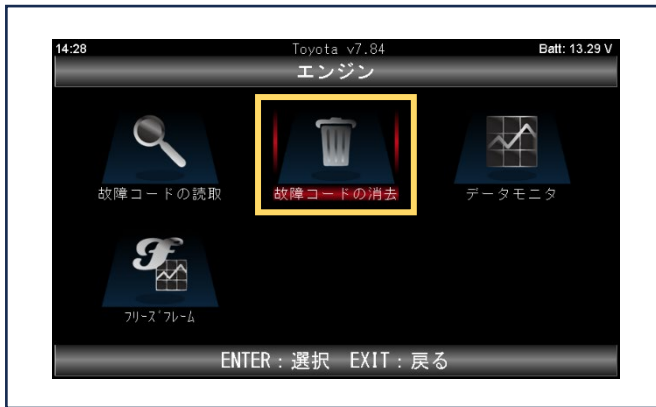 14:28 Toyota v7.84 Batt: 13.29 V
エンジン
故障コードの読取 故障コードの消去 データモニタ
フリーズフレーム
ENTER：選択 EXIT：戻る